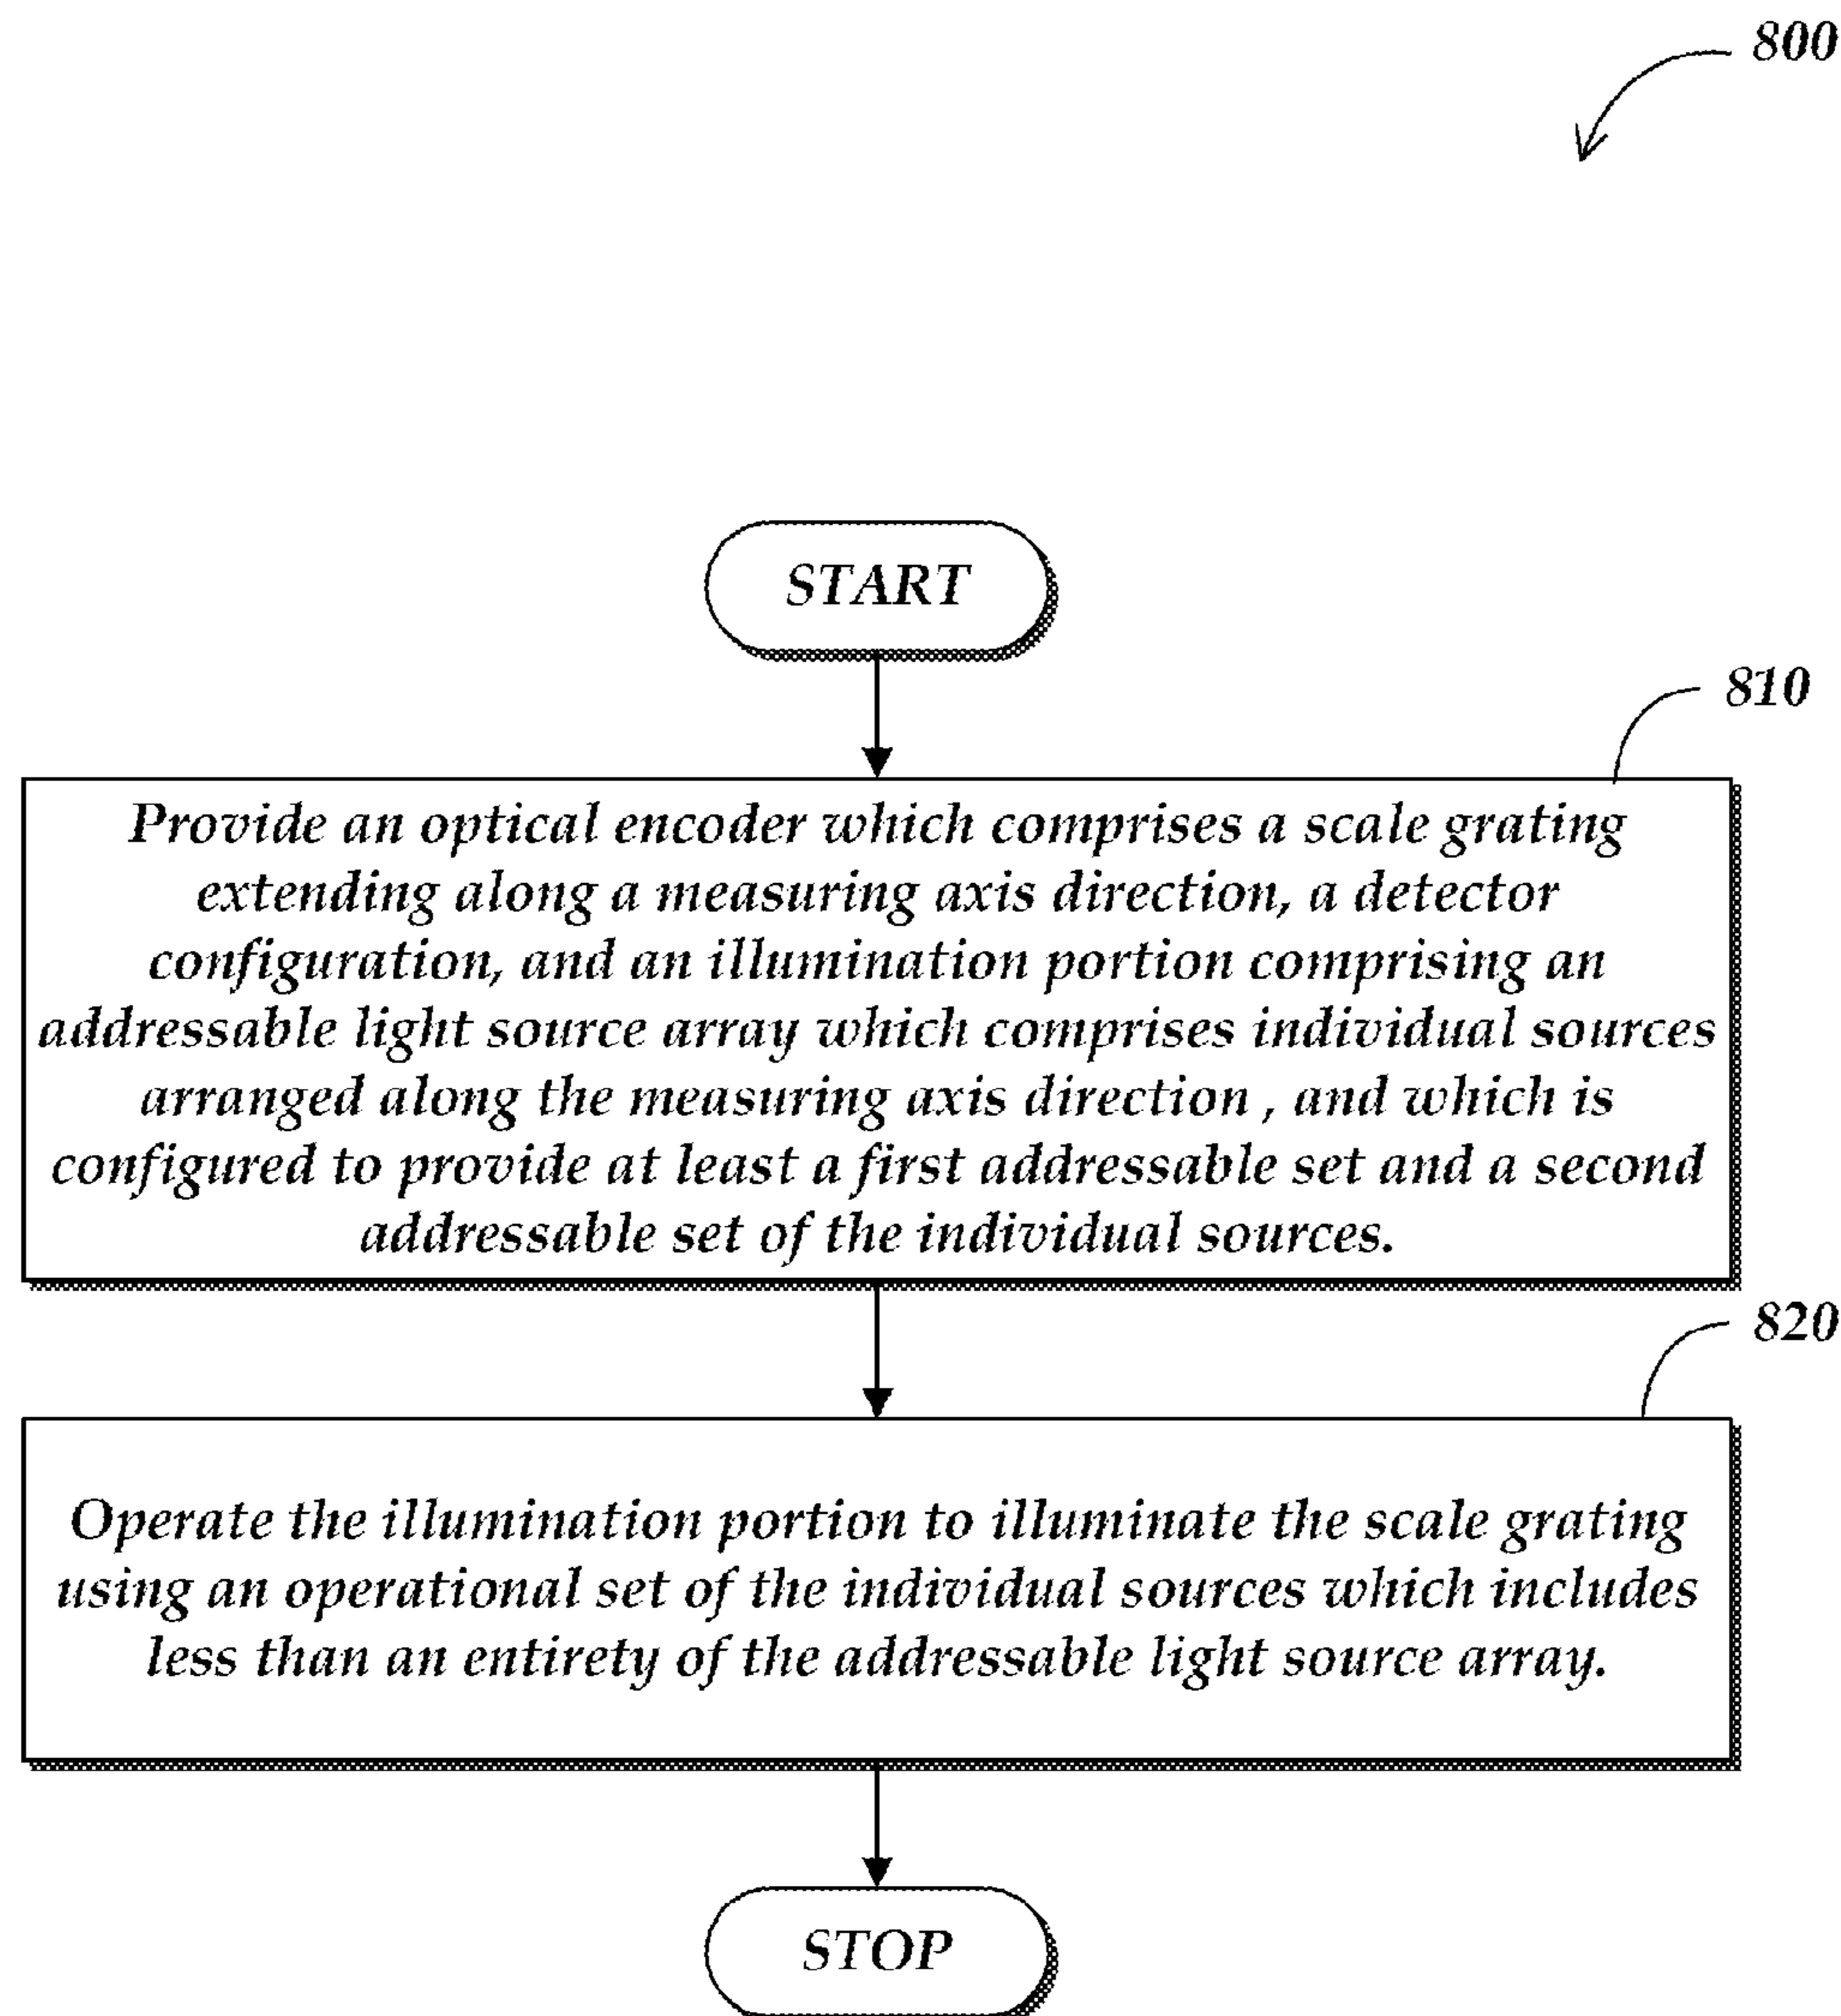 800
START
810
Provide an optical encoder which comprises a scale grating
extending along a measuring axis direction, a detector
configuration, and an illumination portion comprising an
addressable light source array which comprises individual sources
arranged along the measuring axis direction , and which is
configured to provide at least a first addressable set and a second
addressable set of the individual sources.
820
Operate the illumination portion to illuminate the scale grating
using an operational set of the individual sources which includes
less than an entirety of the addressable light source array.
STOP